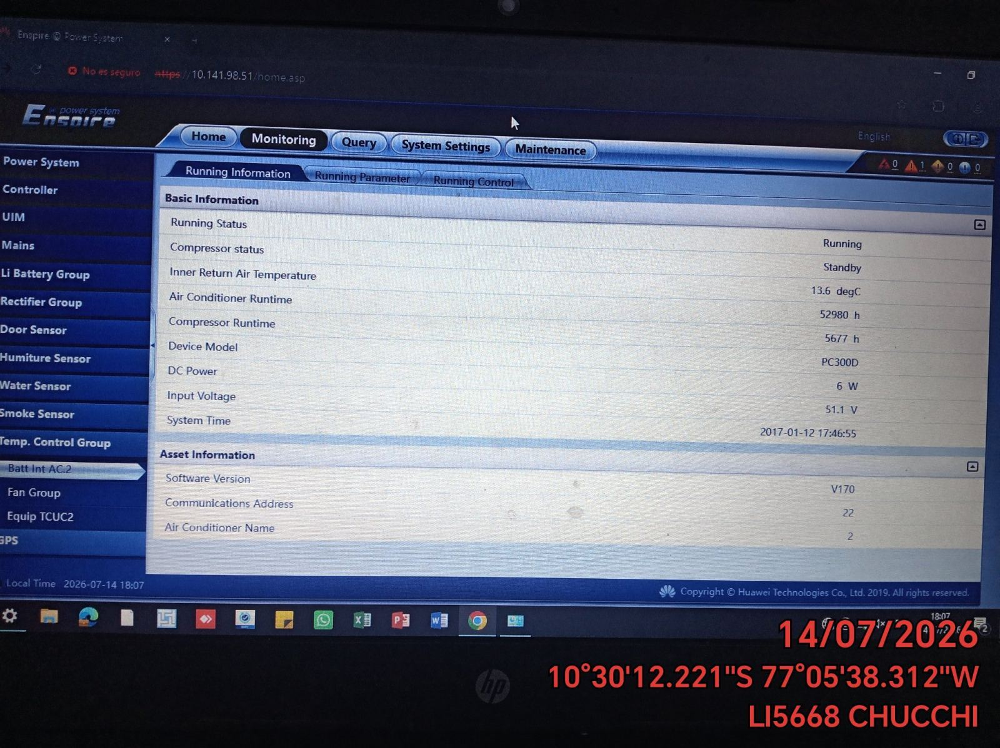 Enspire © Power System
No es seguro https://10.141.98.51/home.asp
Enspire power system
English
Home Monitoring Query System Settings Maintenance
0 1 0 0
Running Information Running Parameter Running Control
Power System
Controller
UIM
Mains
Li Battery Group
Rectifier Group
Door Sensor
Humiture Sensor
Water Sensor
Smoke Sensor
Temp. Control Group
Batt Int AC.2
Fan Group
Equip TCUC2
GPS
Basic Information
Running Status Running
Compressor status Standby
Inner Return Air Temperature 13.6 degC
Air Conditioner Runtime 52980 h
Compressor Runtime 5677 h
Device Model PC300D
DC Power 6 W
Input Voltage 51.1 V
System Time 2017-01-12 17:46:55
Asset Information
Software Version V170
Communications Address 22
Air Conditioner Name 2
Local Time 2026-07-14 18:07
Copyright © Huawei Technologies Co., Ltd. 2019. All rights reserved.
18:07
2
hp
14/07/2026
10°30'12.221"S 77°05'38.312"W
LI5668 CHUCCHI